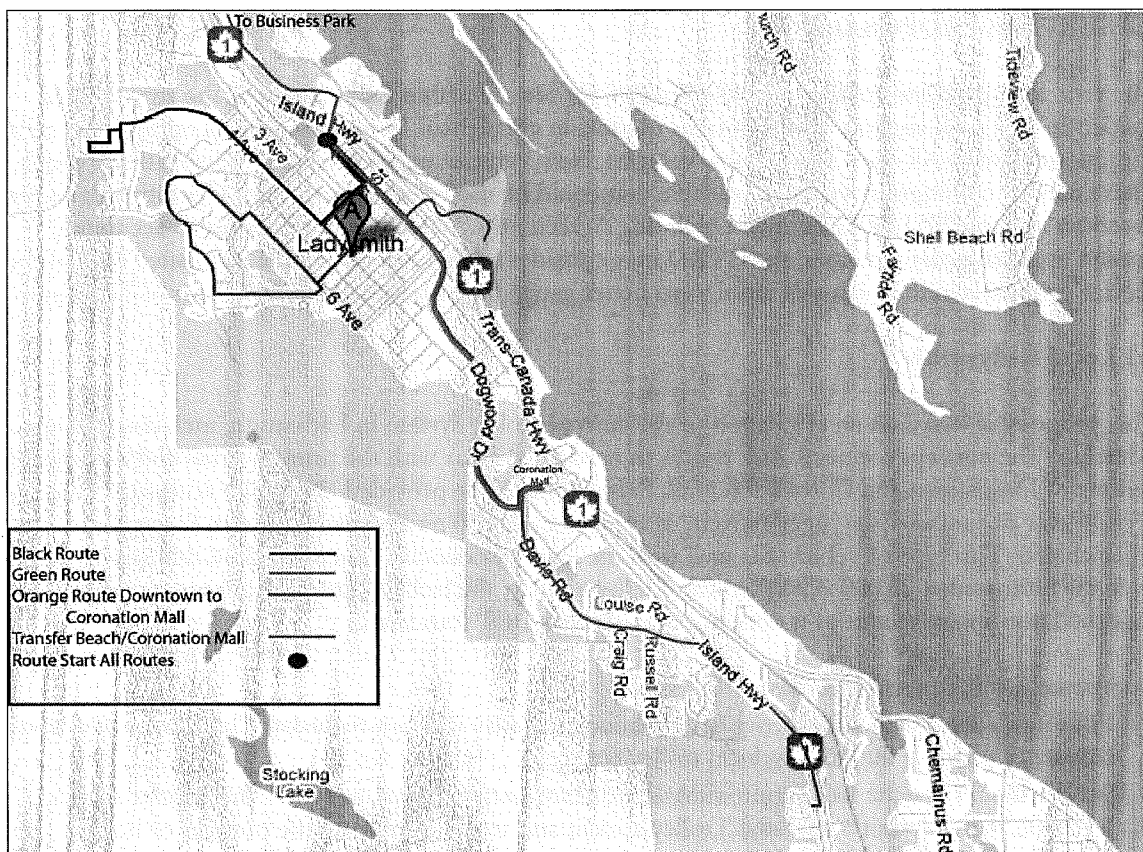 To Business Park
1
Island Hwy
3 Ave
4 Ave
St
A
Ladysmith
6 Ave
1
Trans-Canada Hwy
Dogwood Dr
Coronation
Mall
1
Davis Rd
Louise Rd
Craig Rd
Russell Rd
Island Hwy
1
Chemainus Rd
Tideview Rd
Shell Beach Rd
Stocking
Lake
Black Route
Green Route
Orange Route Downtown to
Coronation Mall
Transfer Beach/Coronation Mall
Route Start All Routes